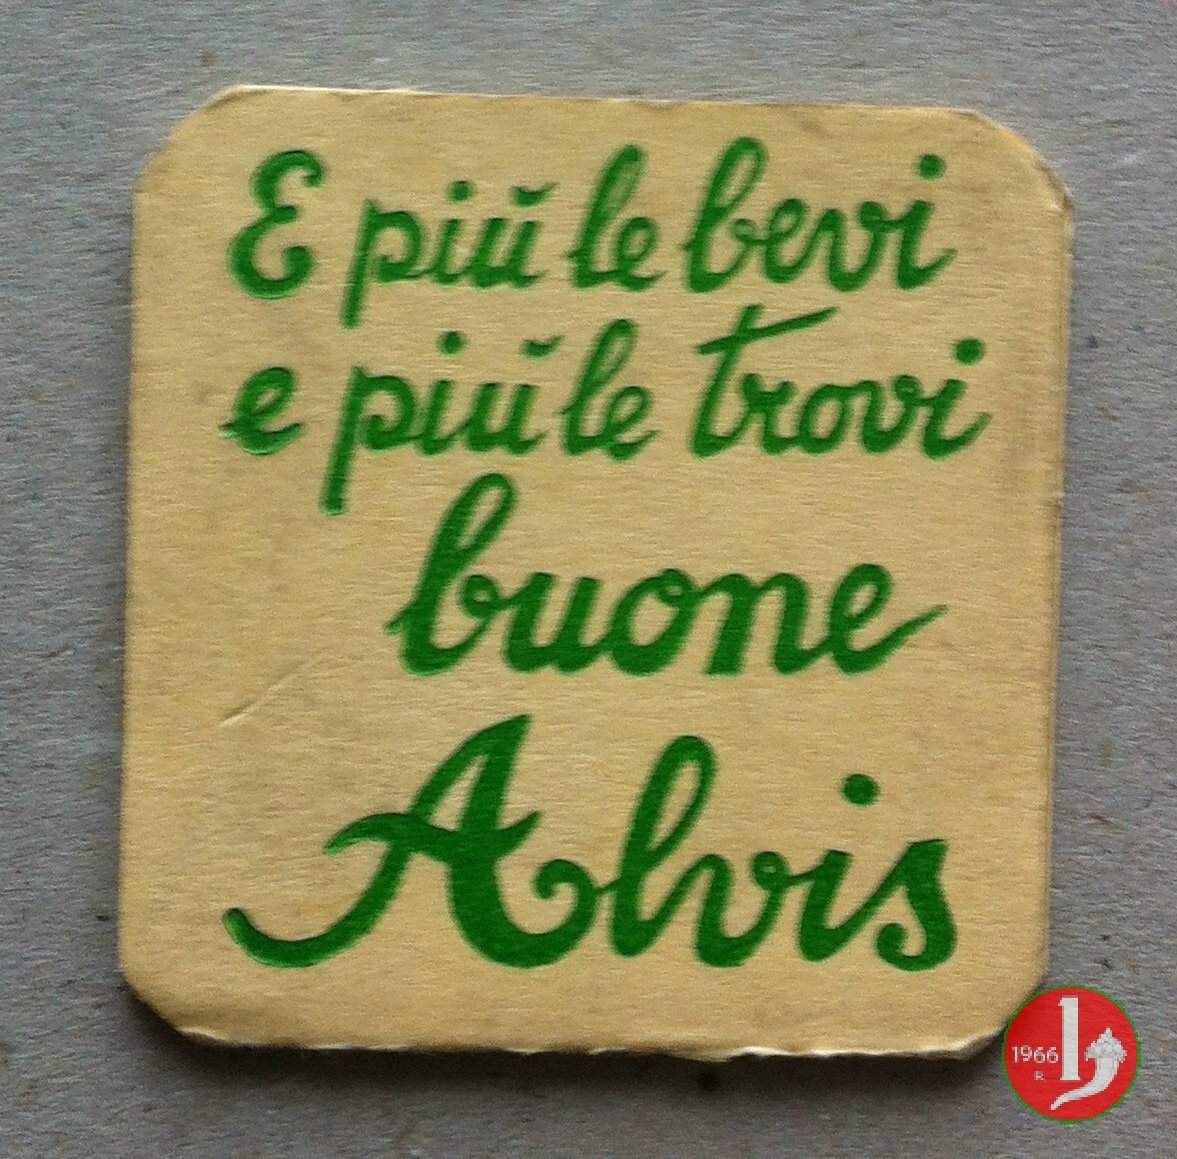 E più le bevi
e più le trovi
buone
Alvis
1966
R